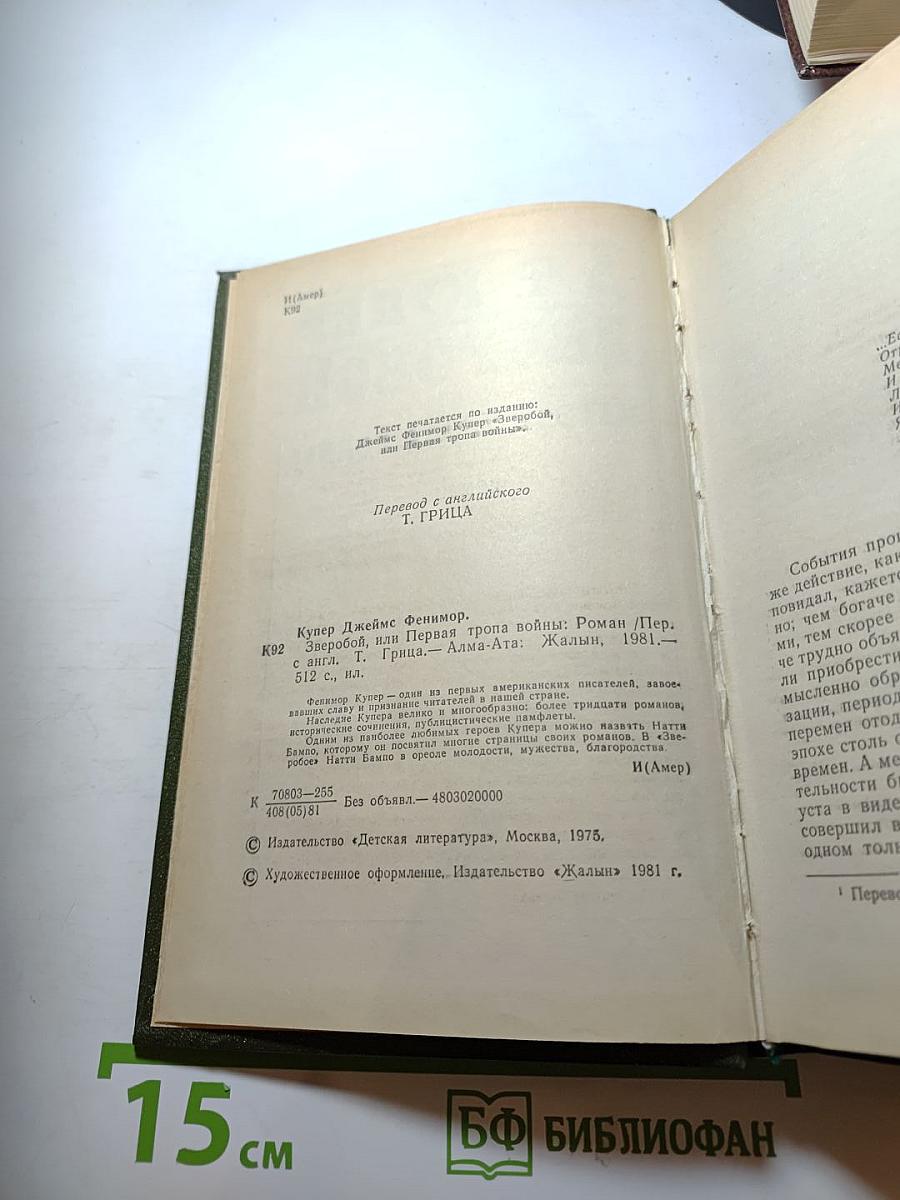 И(Амер)
К92
Текст печатается по изданию:
Джеймс Фенимор Купер «Зверобой,
или Первая тропа войны».
Перевод с английского
Т. ГРИЦА
Купер Джеймс Фенимор.
К92 Зверобой, или Первая тропа войны: Роман /Пер.
с англ. Т. Грица.— Алма-Ата: Жалын, 1981.—
512 с., ил.
Фенимор Купер — один из первых американских писателей, завое-
вавших славу и признание читателей в нашей стране.
Наследие Купера велико и многообразно: более тридцати романов,
исторические сочинения, публицистические памфлеты.
Одним из наиболее любимых героев Купера можно назвать Натти
Бампо, которому он посвятил многие страницы своих романов. В «Зве-
робое» Натти Бампо в ореоле молодости, мужества, благородства.
И(Амер)
К 70803—255
408(05)81 Без объявл.— 4803020000
© Издательство «Детская литература», Москва, 1975.
© Художественное оформление, Издательство «Жалын» 1981 г.
События
же действие, как
повидал, кажетс
но; чем богаче
ми, тем скорее
че трудно объя
ли приобрести
мысленно обр
зации, период
перемен отод
эпохе столь
времен. А ме
тельности б
уста в виде
совершил в
одном толь
1 Перев
15 см
БФ БИБЛИОФАН